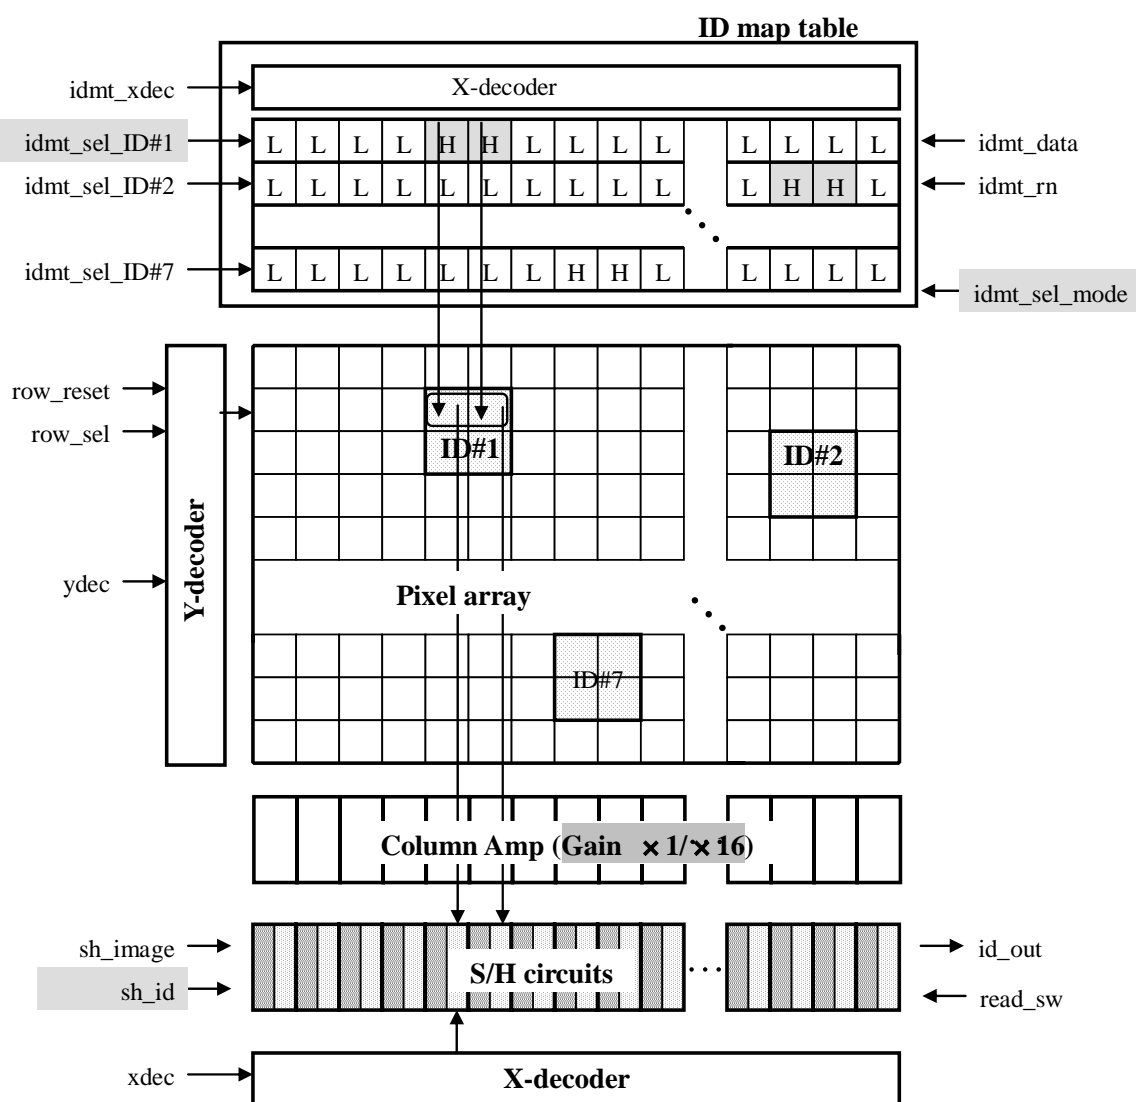 ID map table
idmt_xdec
X-decoder
idmt_sel_ID#1 L L L L H H L L L L L L L L idmt_data
idmt_sel_ID#2 L L L L L L L L L L L H H L idmt_rn
idmt_sel_ID#7 L L L L L L L H H L L L L L
idmt_sel_mode
row_reset
row_sel
ID#1
ID#2
Y-decoder
ydec
Pixel array
ID#7
Column Amp (Gain ×1/×16)
sh_image
id_out
S/H circuits
sh_id
read_sw
xdec
X-decoder